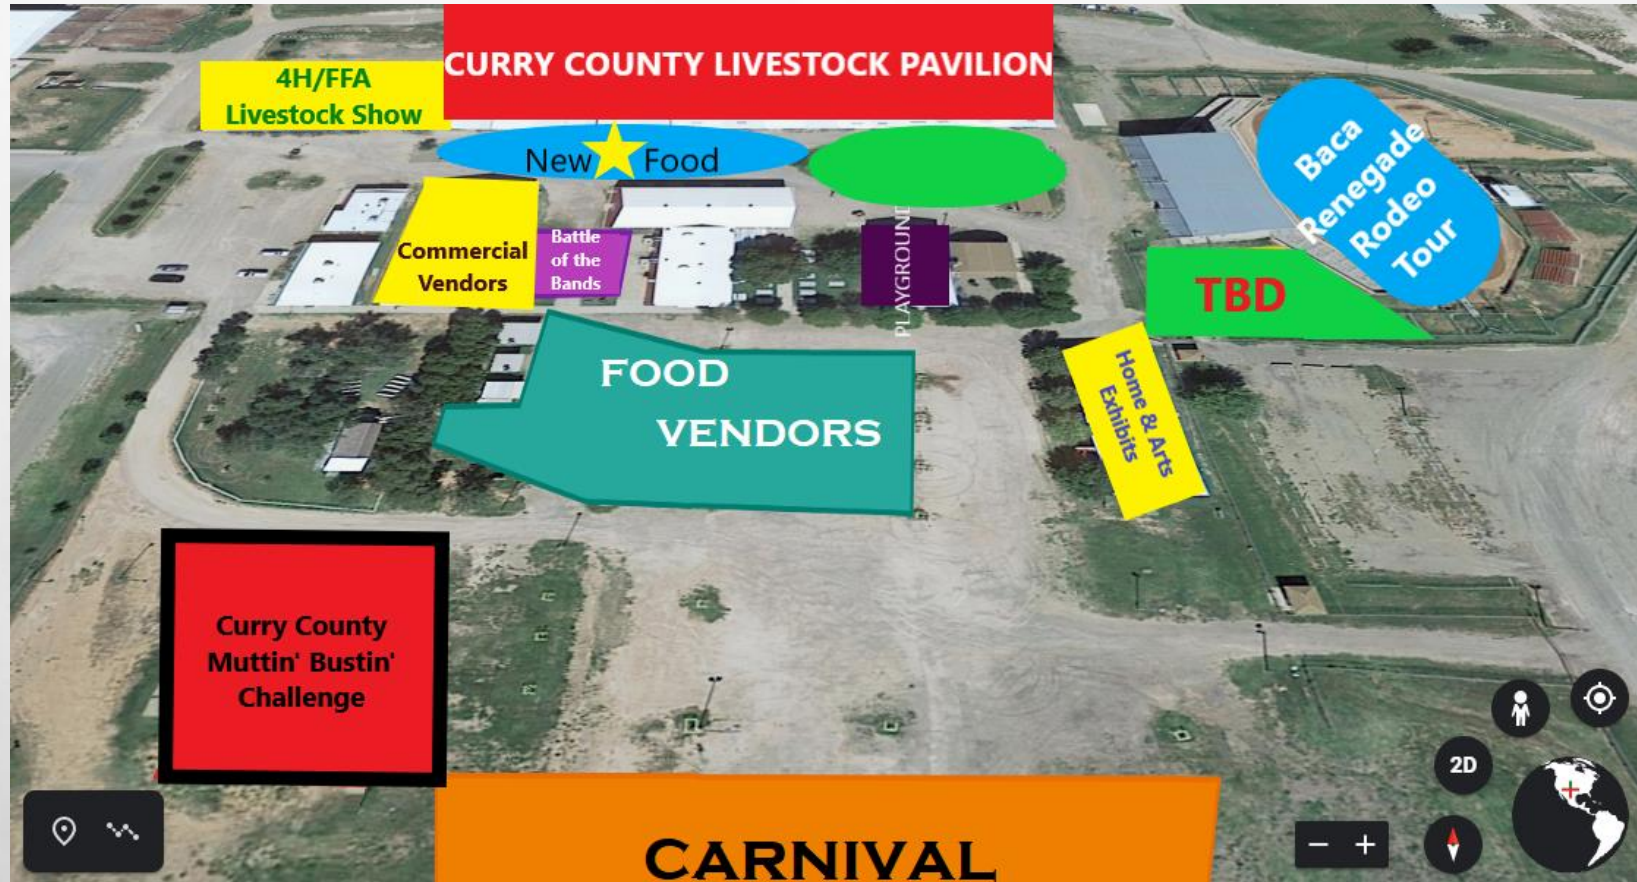 CURRY COUNTY LIVESTOCK PAVILION
4H/FFA
Livestock Show
New Food
Baca
Renegade
Rodeo
Tour
Commercial
Vendors
Battle
of the
Bands
PLAYGROUND
TBD
FOOD
VENDORS
Home & Arts
Exhibits
Curry County
Muttin' Bustin'
Challenge
2D
CARNIVAL